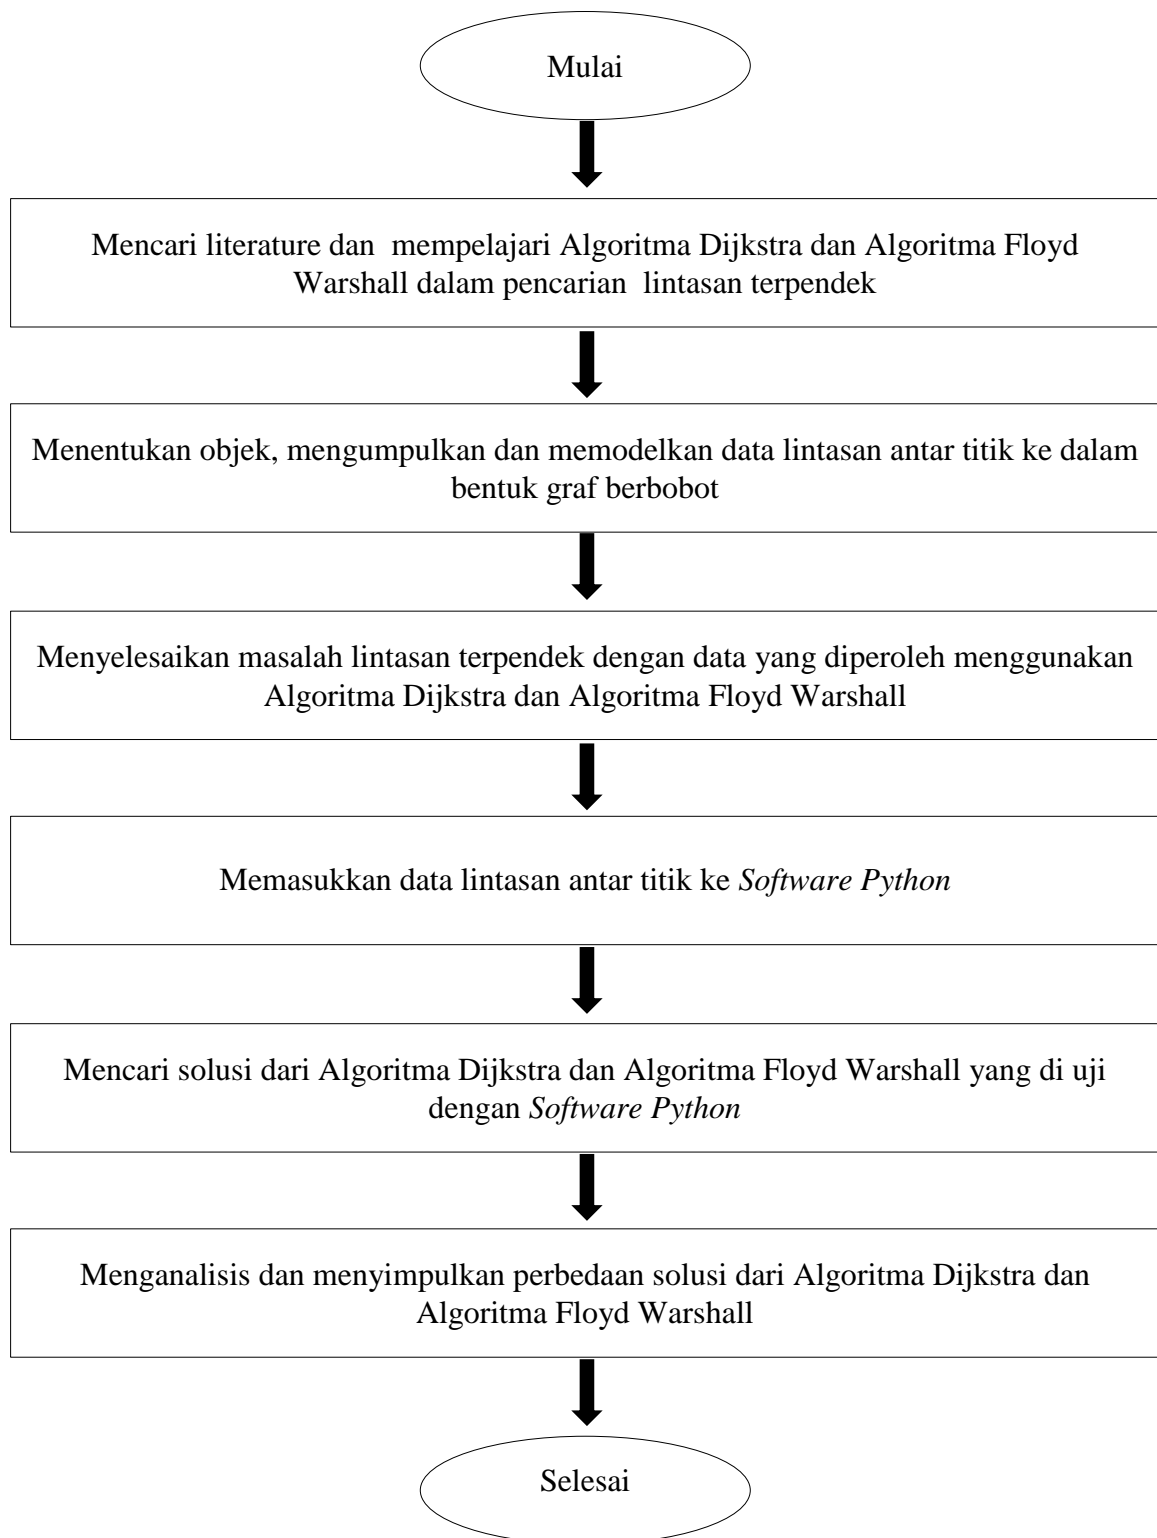 Mulai
Mencari literature dan mempelajari Algoritma Dijkstra dan Algoritma Floyd
Warshall dalam pencarian lintasan terpendek
Menentukan objek, mengumpulkan dan memodelkan data lintasan antar titik ke dalam
bentuk graf berbobot
Menyelesaikan masalah lintasan terpendek dengan data yang diperoleh menggunakan
Algoritma Dijkstra dan Algoritma Floyd Warshall
Memasukkan data lintasan antar titik ke Software Python
Mencari solusi dari Algoritma Dijkstra dan Algoritma Floyd Warshall yang di uji
dengan Software Python
Menganalisis dan menyimpulkan perbedaan solusi dari Algoritma Dijkstra dan
Algoritma Floyd Warshall
Selesai